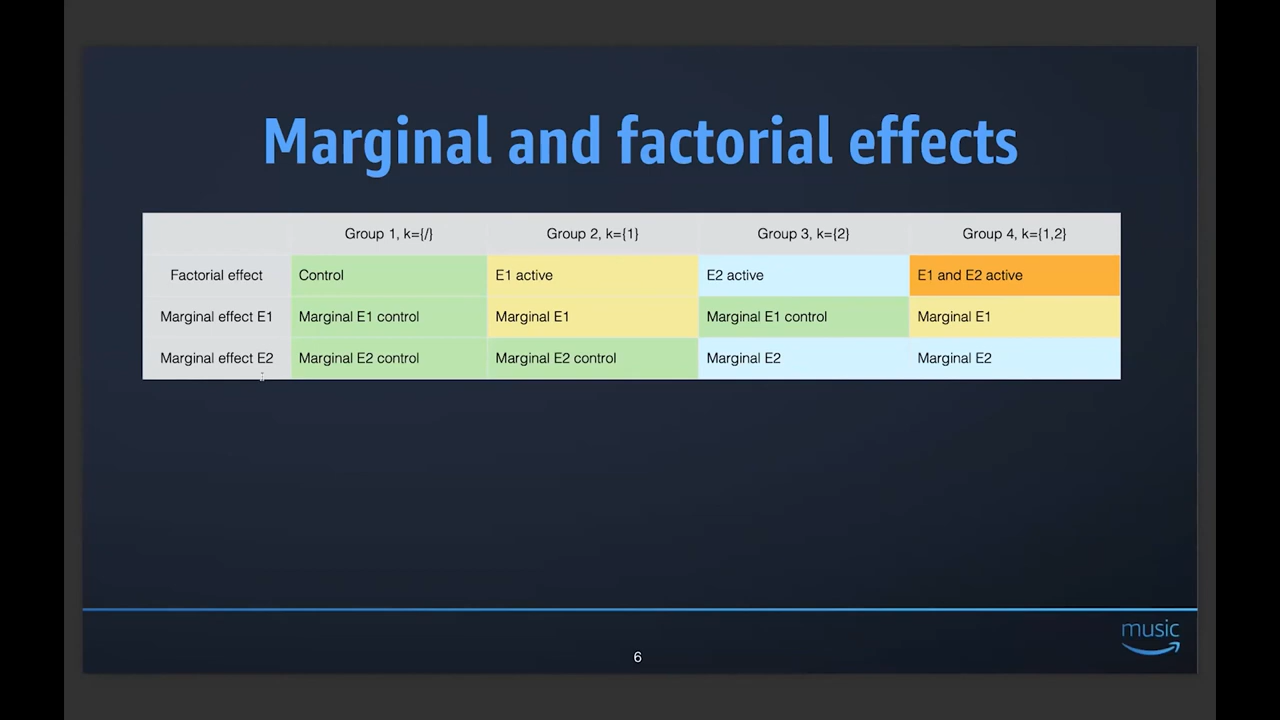 Marginal and factorial effects
Group 1, k={/} Group 2, k={1} Group 3, k={2} Group 4, k={1,2}
Factorial effect Control E1 active E2 active E1 and E2 active
Marginal effect E1 Marginal E1 control Marginal E1 Marginal E1 control Marginal E1
Marginal effect E2 Marginal E2 control Marginal E2 control Marginal E2 Marginal E2
music
6